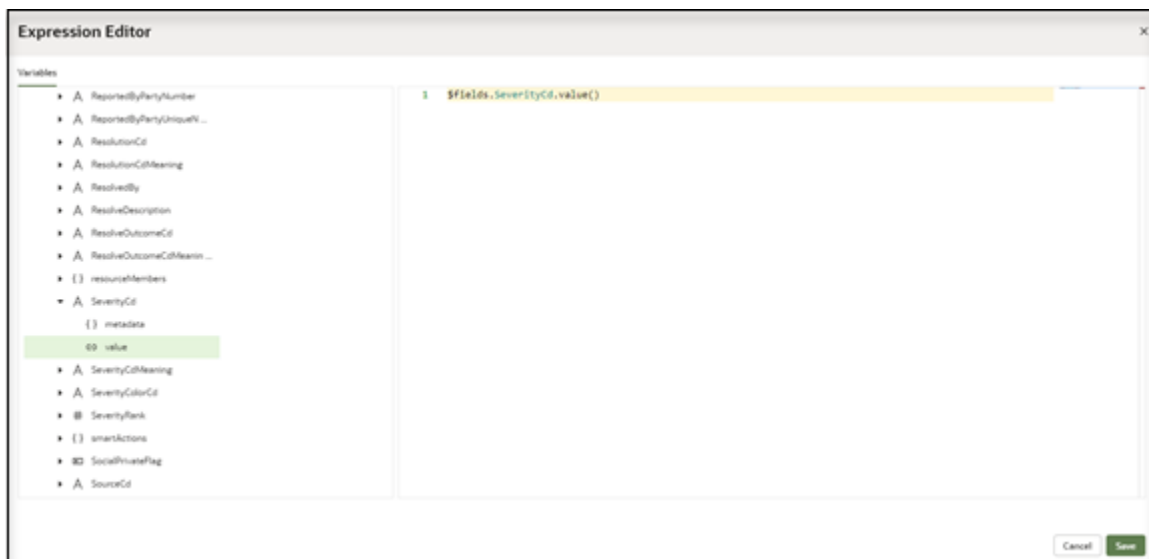 Expression Editor
Variables
ReportedByPartyNumber
1 $fields.SeverityCd.value()
ReportedByPartyUniqueN...
ResolutionCd
ResolutionCdMeaning
ResolvedBy
ResolveDescription
ResolveOutcomeCd
ResolveOutcomeCdMeanin...
{ } resourceMembers
SeverityCd
{ } metadata
value
SeverityCdMeaning
SeverityColorCd
# SeverityRank
{ } smartActions
SocialPrivateFlag
SourceCd
Cancel Save